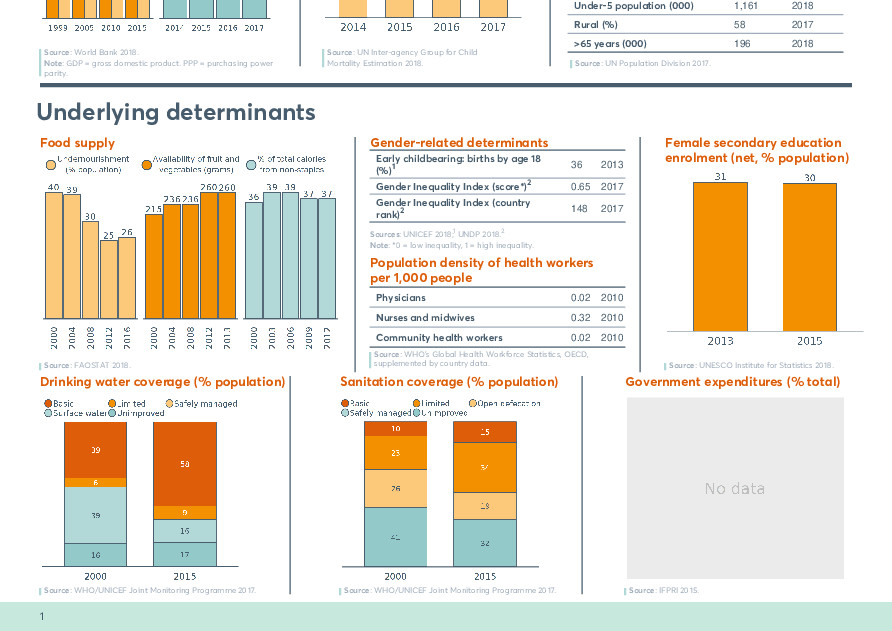 1999 2005 2010 2015
2014 2015 2016 2017
Source: World Bank 2018.
Note: GDP = gross domestic product. PPP = purchasing power
parity.
2014 2015 2016 2017
Source: UN Inter-agency Group for Child
Mortality Estimation 2018.
Under-5 population (000) 1,161 2018
Rural (%) 58 2017
>65 years (000) 196 2018
Source: UN Population Division 2017.
Underlying determinants
Food supply
Undernourishment
(% population)
Availability of fruit and
vegetables (grams)
% of total calories
from non-staples
40 39 30 25 26
215 236 236 260 260
36 39 39 37 37
2000 2004 2008 2012 2016
2000 2004 2008 2012 2013
2000 2003 2006 2009 2012
Source: FAOSTAT 2018.
Gender-related determinants
Early childbearing: births by age 18
(%)1 36 2013
Gender Inequality Index (score*)2 0.65 2017
Gender Inequality Index (country
rank)2 148 2017
Sources: UNICEF 2018,1 UNDP 2018.2
Note: *0 = low inequality, 1 = high inequality.
Population density of health workers
per 1,000 people
Physicians 0.02 2010
Nurses and midwives 0.32 2010
Community health workers 0.02 2010
Source: WHO's Global Health Workforce Statistics, OECD,
supplemented by country data.
Female secondary education
enrolment (net, % population)
31 30
2013 2015
Source: UNESCO Institute for Statistics 2018.
Drinking water coverage (% population)
Basic Limited Safely managed
Surface water Unimproved
39 58
6 9
39 16
16 17
2000 2015
Source: WHO/UNICEF Joint Monitoring Programme 2017.
Sanitation coverage (% population)
Basic Limited Open defecation
Safely managed Unimproved
10 15
23 34
26 19
41 32
2000 2015
Source: WHO/UNICEF Joint Monitoring Programme 2017.
Government expenditures (% total)
No data
Source: IFPRI 2015.
1